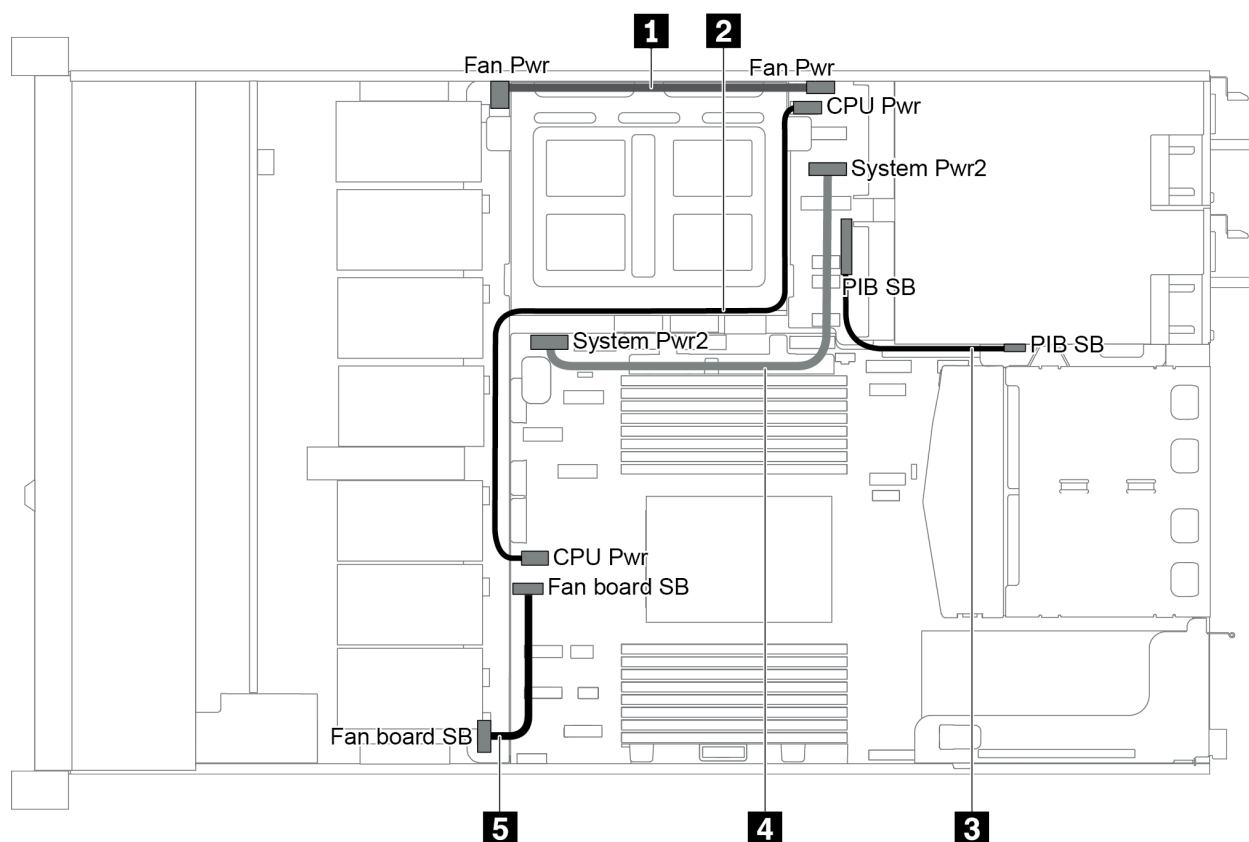 1
2
Fan Pwr
Fan Pwr
CPU Pwr
System Pwr2
PIB SB
System Pwr2
PIB SB
CPU Pwr
Fan board SB
Fan board SB
5
4
3